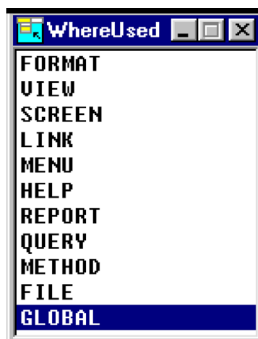 WhereUsed
FORMAT
VIEW
SCREEN
LINK
MENU
HELP
REPORT
QUERY
METHOD
FILE
GLOBAL